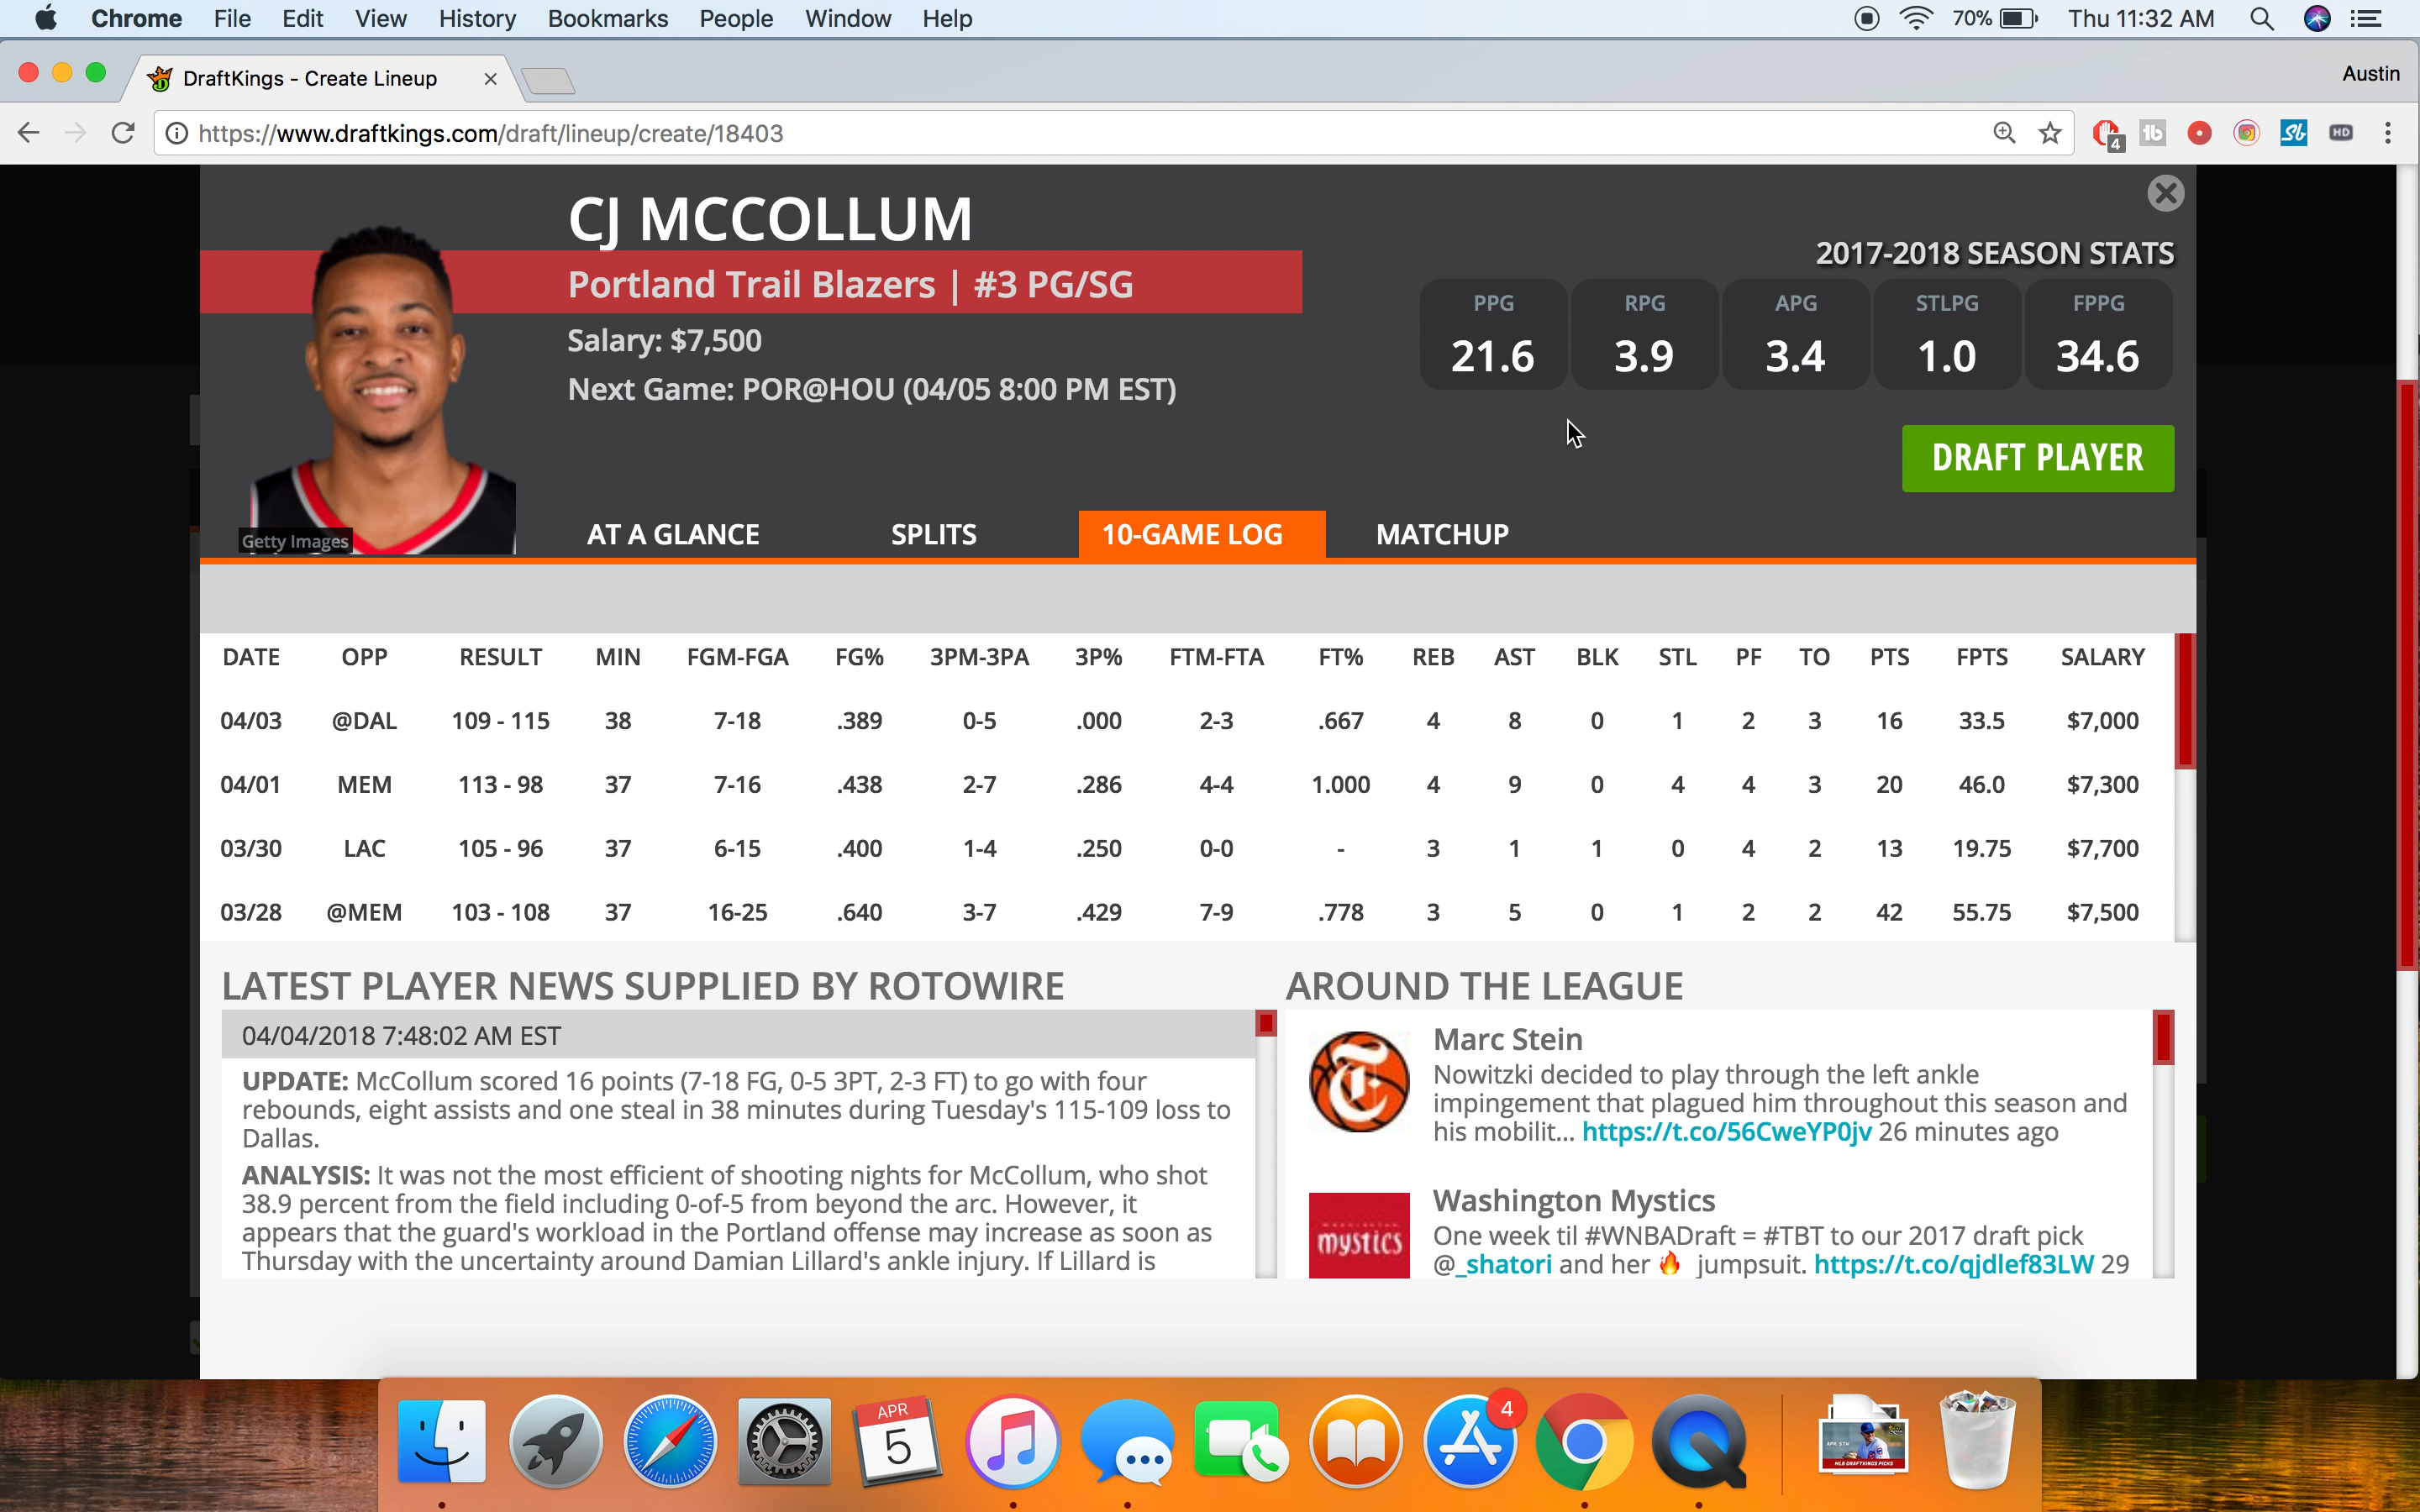 Chrome File Edit View History Bookmarks People Window Help
70% Thu 11:32 AM
DraftKings - Create Lineup
Austin
https://www.draftkings.com/draft/lineup/create/18403
4
tb
Sb
HD
CJ MCCOLLUM
Portland Trail Blazers | #3 PG/SG
Salary: $7,500
Next Game: POR@HOU (04/05 8:00 PM EST)
Getty Images
2017-2018 SEASON STATS
PPG RPG APG STLPG FPPG
21.6 3.9 3.4 1.0 34.6
DRAFT PLAYER
AT A GLANCE SPLITS 10-GAME LOG MATCHUP
DATE OPP RESULT MIN FGM-FGA FG% 3PM-3PA 3P% FTM-FTA FT% REB AST BLK STL PF TO PTS FPTS SALARY
04/03 @DAL 109 - 115 38 7-18 .389 0-5 .000 2-3 .667 4 8 0 1 2 3 16 33.5 $7,000
04/01 MEM 113 - 98 37 7-16 .438 2-7 .286 4-4 1.000 4 9 0 4 4 3 20 46.0 $7,300
03/30 LAC 105 - 96 37 6-15 .400 1-4 .250 0-0 - 3 1 1 0 4 2 13 19.75 $7,700
03/28 @MEM 103 - 108 37 16-25 .640 3-7 .429 7-9 .778 3 5 0 1 2 2 42 55.75 $7,500
LATEST PLAYER NEWS SUPPLIED BY ROTOWIRE
04/04/2018 7:48:02 AM EST
UPDATE: McCollum scored 16 points (7-18 FG, 0-5 3PT, 2-3 FT) to go with four
rebounds, eight assists and one steal in 38 minutes during Tuesday's 115-109 loss to
Dallas.
ANALYSIS: It was not the most efficient of shooting nights for McCollum, who shot
38.9 percent from the field including 0-of-5 from beyond the arc. However, it
appears that the guard's workload in the Portland offense may increase as soon as
Thursday with the uncertainty around Damian Lillard's ankle injury. If Lillard is
AROUND THE LEAGUE
Marc Stein
Nowitzki decided to play through the left ankle
impingement that plagued him throughout this season and
his mobilit... https://t.co/56CweYP0jv 26 minutes ago
mystics
Washington Mystics
One week til #WNBADraft = #TBT to our 2017 draft pick
@_shatori and her 🔥 jumpsuit. https://t.co/qjdlef83LW 29
APR
5
4
APR. 5TH
MLB DRAFTKINGS PICKS